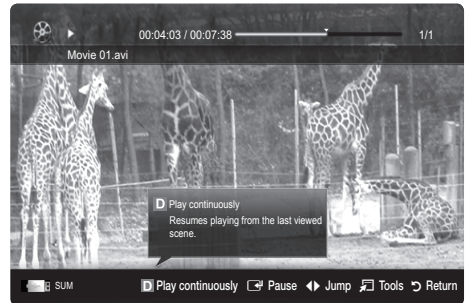 00:04:03 / 00:07:38 1/1
Movie 01.avi
D Play continuously
Resumes playing from the last viewed
scene.
SUM D Play continuously Pause Jump Tools Return